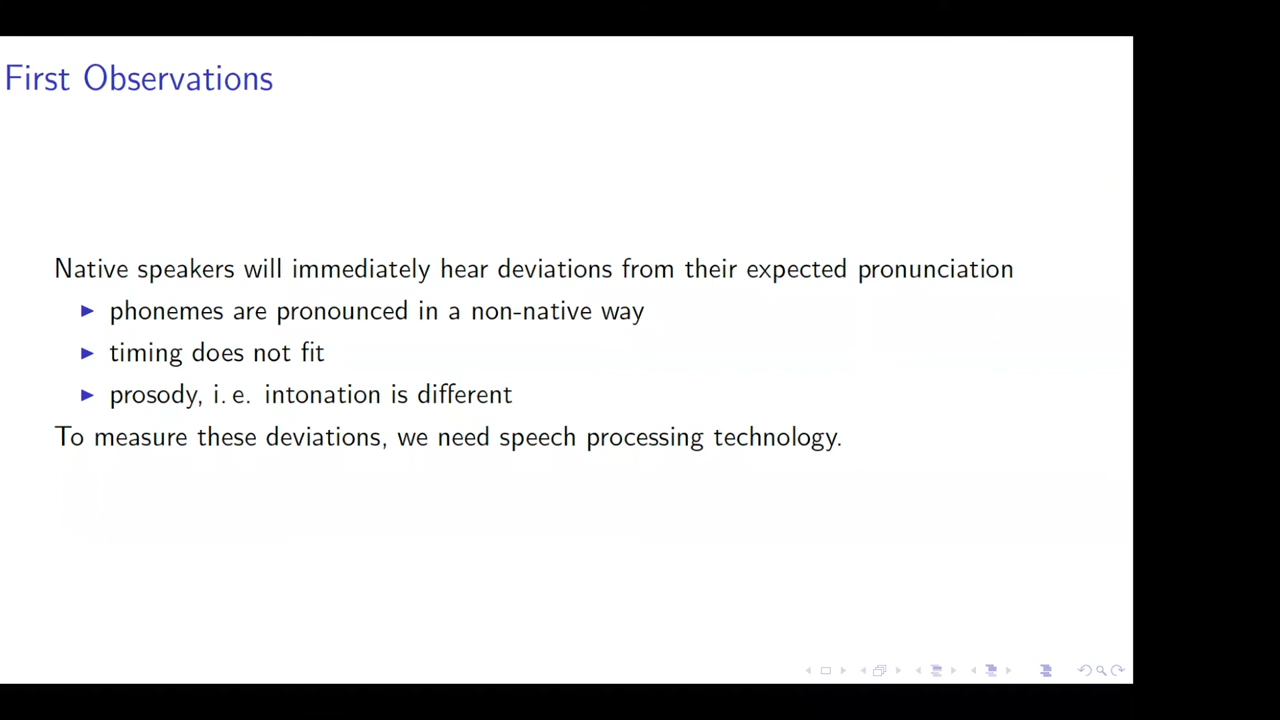 First Observations
Native speakers will immediately hear deviations from their expected pronunciation
phonemes are pronounced in a non-native way
timing does not fit
prosody, i. e. intonation is different
To measure these deviations, we need speech processing technology.